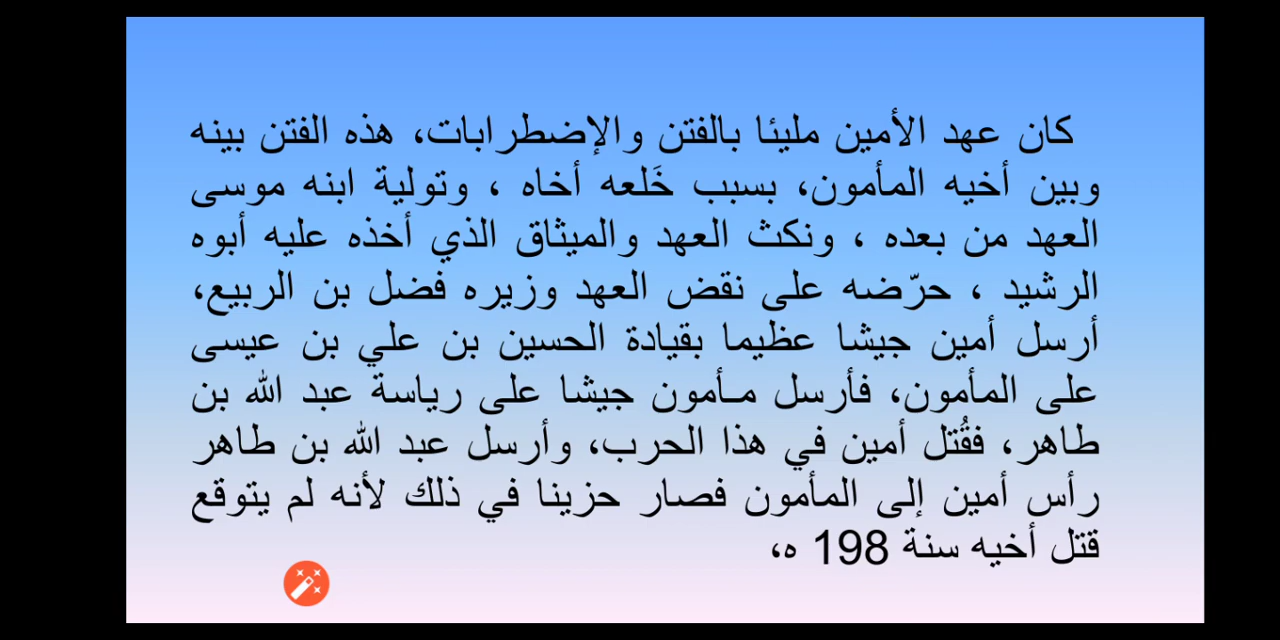 كان عهد الأمين مليئا بالفتن والإضطرابات، هذه الفتن بينه
وبين أخيه المأمون، بسبب خَلعه أخاه ، وتولية ابنه موسى
العهد من بعده ، ونكث العهد والميثاق الذي أخذه عليه أبوه
الرشيد ، حرّضه على نقض العهد وزيره فضل بن الربيع،
أرسل أمين جيشا عظيما بقيادة الحسين بن علي بن عيسى
على المأمون، فأرسل مـأمون جيشا على رياسة عبد الله بن
طاهر، فقُتل أمين في هذا الحرب، وأرسل عبد الله بن طاهر
رأس أمين إلى المأمون فصار حزينا في ذلك لأنه لم يتوقع
قتل أخيه سنة 198 ه،